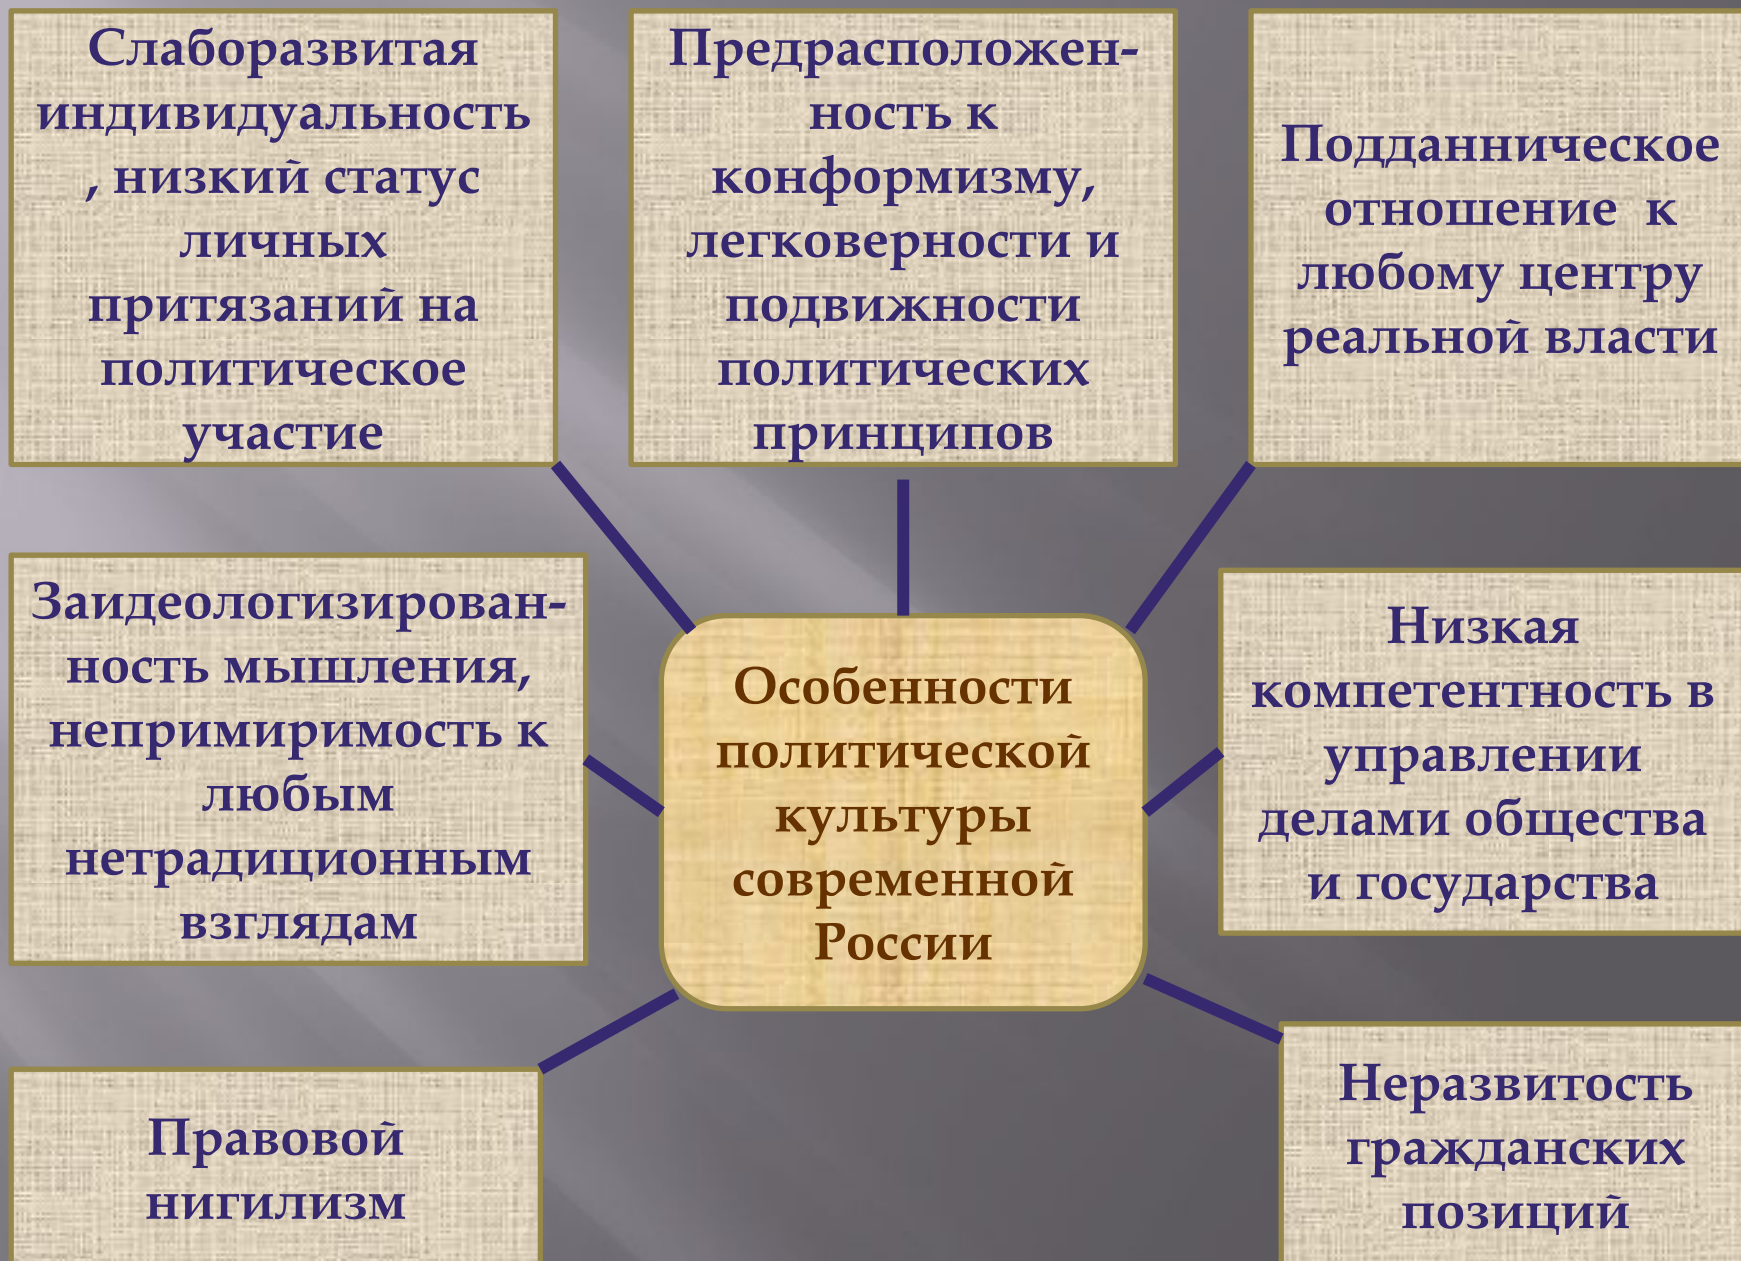 Слаборазвитая
индивидуальность
, низкий статус
личных
притязаний на
политическое
участие
Предрасположен-
ность к
конформизму,
легковерности и
подвижности
политических
принципов
Подданническое
отношение к
любому центру
реальной власти
Заидеологизирован-
ность мышления,
непримиримость к
любым
нетрадиционным
взглядам
Особенности
политической
культуры
современной
России
Низкая
компетентность в
управлении
делами общества
и государства
Правовой
нигилизм
Неразвитость
гражданских
позиций